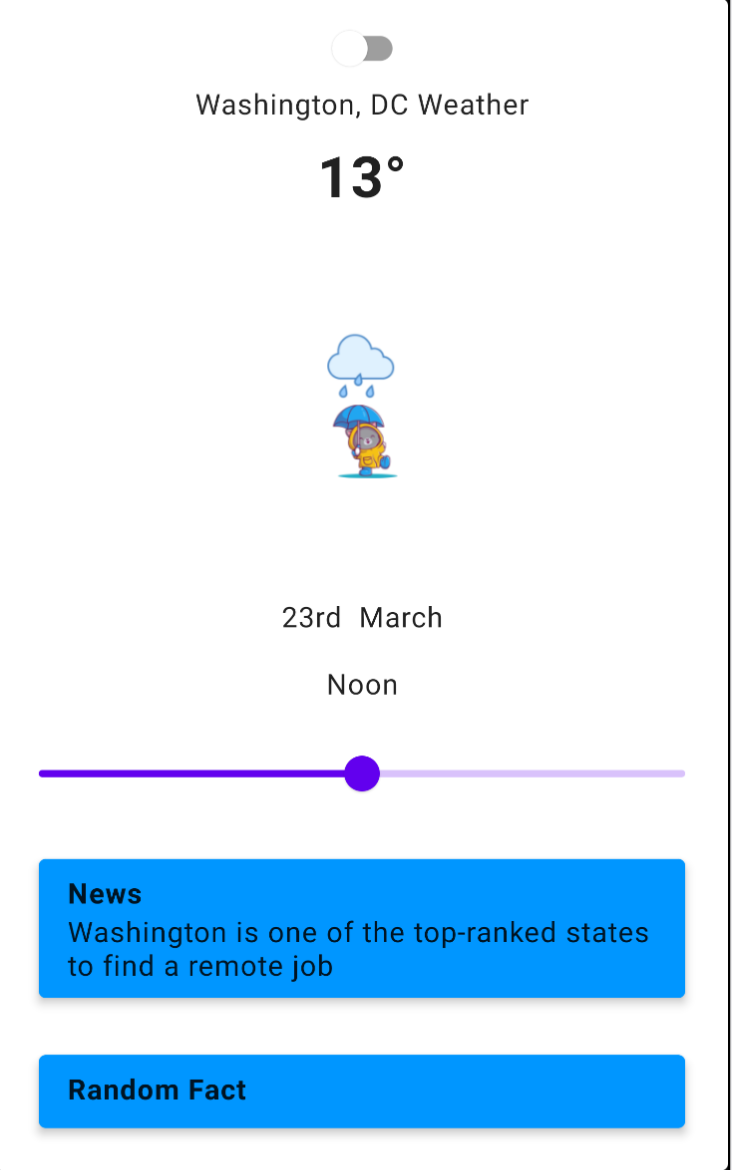 Washington, DC Weather
13°
23rd March
Noon
News
Washington is one of the top-ranked states
to find a remote job
Random Fact